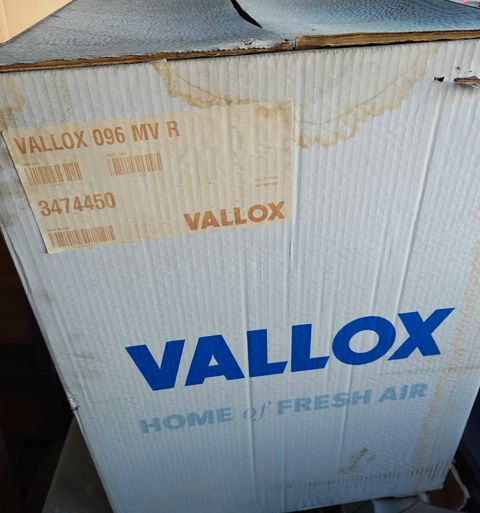 VALLOX 096 MV R
3474450
VALLOX
VALLOX
HOME of FRESH AIR